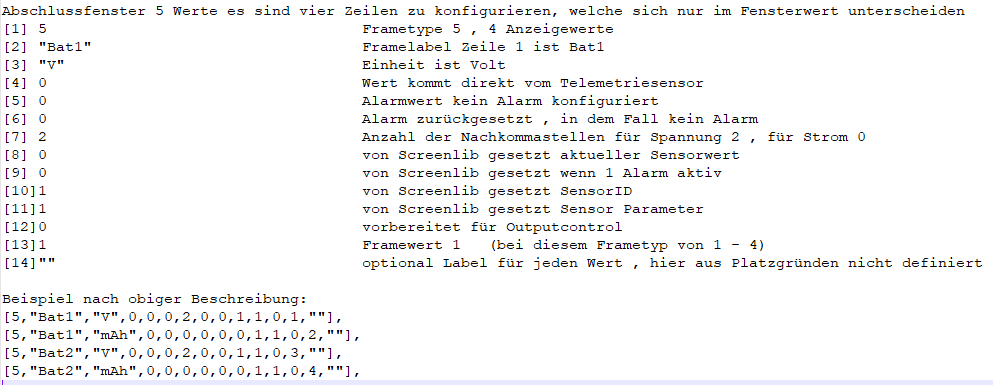 Abschlussfenster 5 Werte es sind vier Zeilen zu konfigurieren, welche sich nur im Fensterwert unterscheiden
[1] 5 Frametype 5 , 4 Anzeigewerte
[2] "Bat1" Framelabel Zeile 1 ist Bat1
[3] "V" Einheit ist Volt
[4] 0 Wert kommt direkt vom Telemetriesensor
[5] 0 Alarmwert kein Alarm konfiguriert
[6] 0 Alarm zurückgesetzt , in dem Fall kein Alarm
[7] 2 Anzahl der Nachkommastellen für Spannung 2 , für Strom 0
[8] 0 von Screenlib gesetzt aktueller Sensorwert
[9] 0 von Screenlib gesetzt wenn 1 Alarm aktiv
[10]1 von Screenlib gesetzt SensorID
[11]1 von Screenlib gesetzt Sensor Parameter
[12]0 vorbereitet für Outputcontrol
[13]1 Framewert 1 (bei diesem Frametyp von 1 - 4)
[14]"" optional Label für jeden Wert , hier aus Platzgründen nicht definiert
Beispiel nach obiger Beschreibung:
[5,"Bat1","V",0,0,0,2,0,0,1,1,0,1,""],
[5,"Bat1","mAh",0,0,0,0,0,0,1,1,0,2,""],
[5,"Bat2","V",0,0,0,2,0,0,1,1,0,3,""],
[5,"Bat2","mAh",0,0,0,0,0,0,1,1,0,4,""],